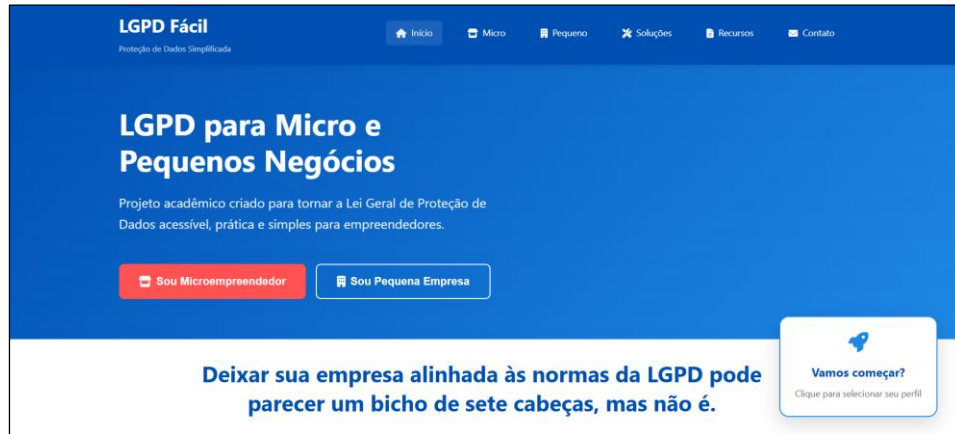 LGPD Fácil
Proteção de Dados Simplificada
Início
Micro
Pequeno
Soluções
Recursos
Contato
LGPD para Micro e
Pequenos Negócios
Projeto acadêmico criado para tornar a Lei Geral de Proteção de
Dados acessível, prática e simples para empreendedores.
Sou Microempreendedor
Sou Pequena Empresa
Vamos começar?
Clique para selecionar seu perfil
Deixar sua empresa alinhada às normas da LGPD pode
parecer um bicho de sete cabeças, mas não é.